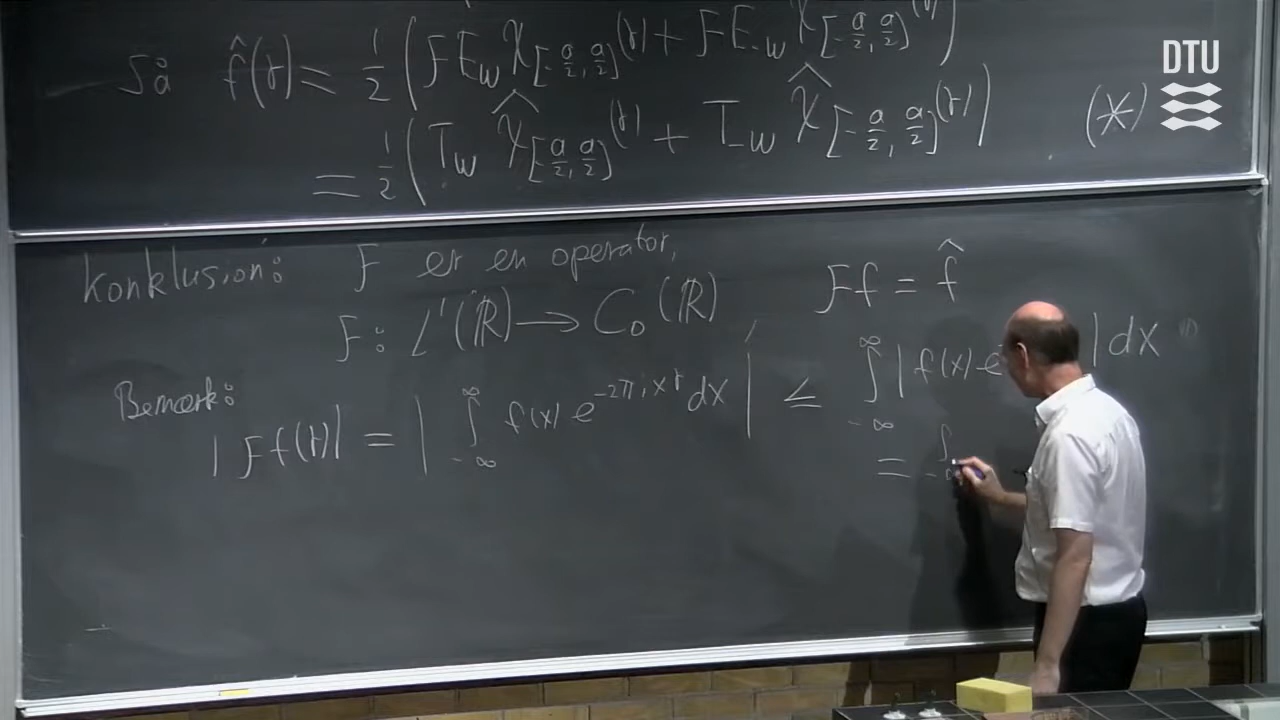 Så f̂(γ) = 1/2 (F E_w χ_[-a/2, a/2](γ) + F E_-w χ_[-a/2, a/2](γ))
= 1/2 (T_w χ̂_[-a/2, a/2](γ) + T_-w χ̂_[-a/2, a/2](γ)) (*)
DTU
Konklusion: F er en operator,
F: L¹(ℝ) → C₀(ℝ) Ff = f̂
Bemærk:
|Ff(γ)| = | ∫_-∞^∞ f(x) e^{-2πixγ} dx | ≤ ∫_-∞^∞ | f(x) e | dx
= ∫